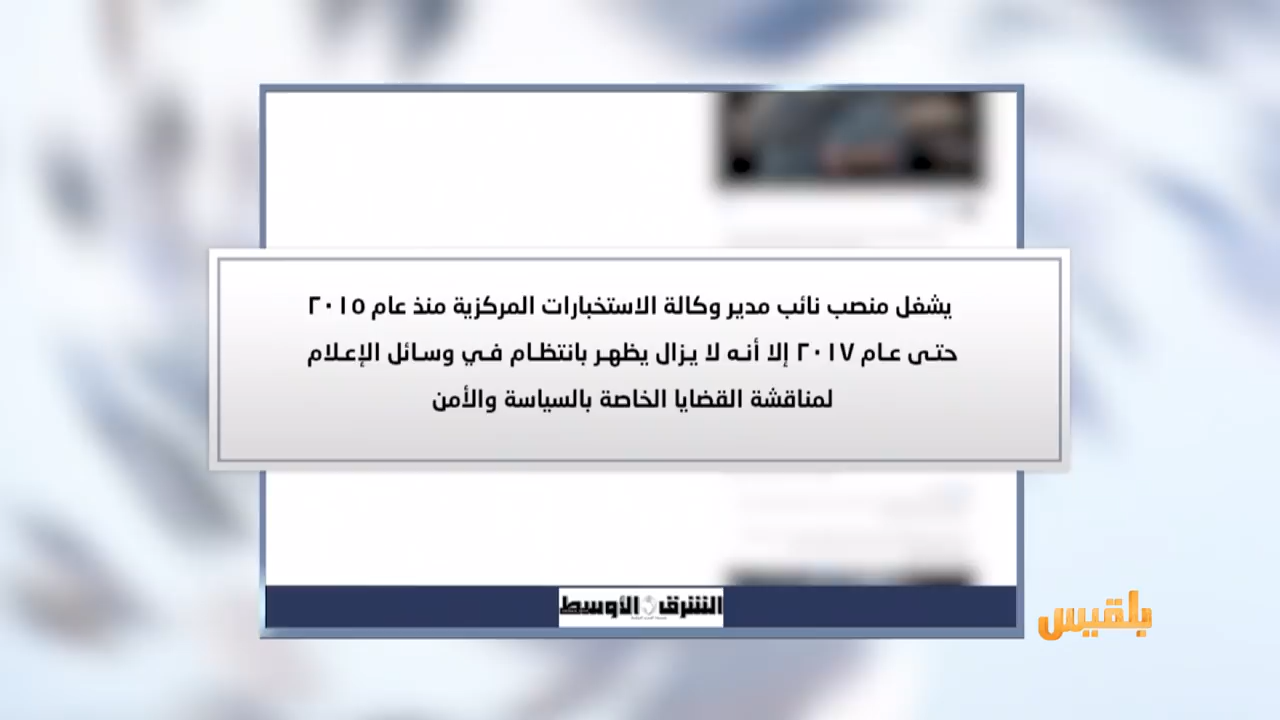 يشغل منصب نائب مدير وكالة الاستخبارات المركزية منذ عام ٢٠١٥
حتى عام ٢٠١٧ إلا أنه لا يزال يظهر بانتظام في وسائل الإعلام
لمناقشة القضايا الخاصة بالسياسة والأمن
الشرق الأوسط
بلقيس